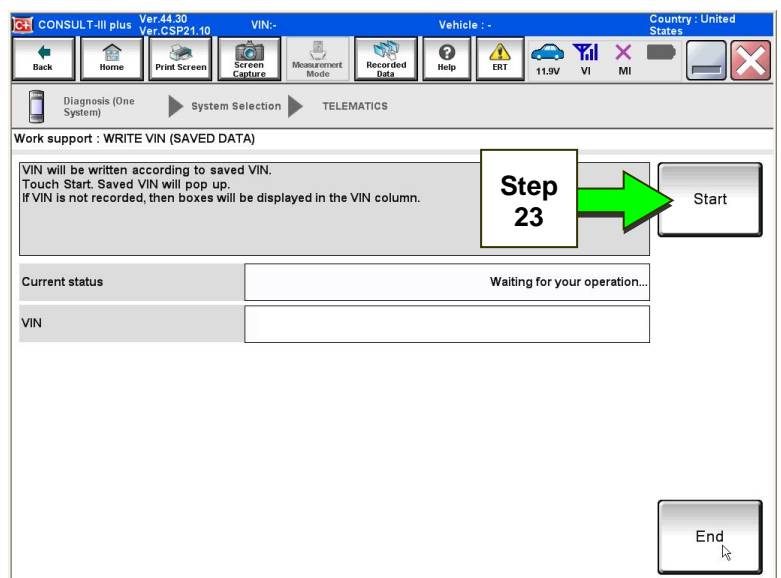 C+ CONSULT-III plus Ver.44.30 VIN:- Vehicle : - Country : United
Ver.CSP21.10 States
Back Home Print Screen Screen Capture Measurement Mode Recorded Data Help ERT 11.9V VI MI
Diagnosis (One System) System Selection TELEMATICS
Work support : WRITE VIN (SAVED DATA)
VIN will be written according to saved VIN.
Touch Start. Saved VIN will pop up.
If VIN is not recorded, then boxes will be displayed in the VIN column.
Step
23
Start
Current status Waiting for your operation...
VIN
End